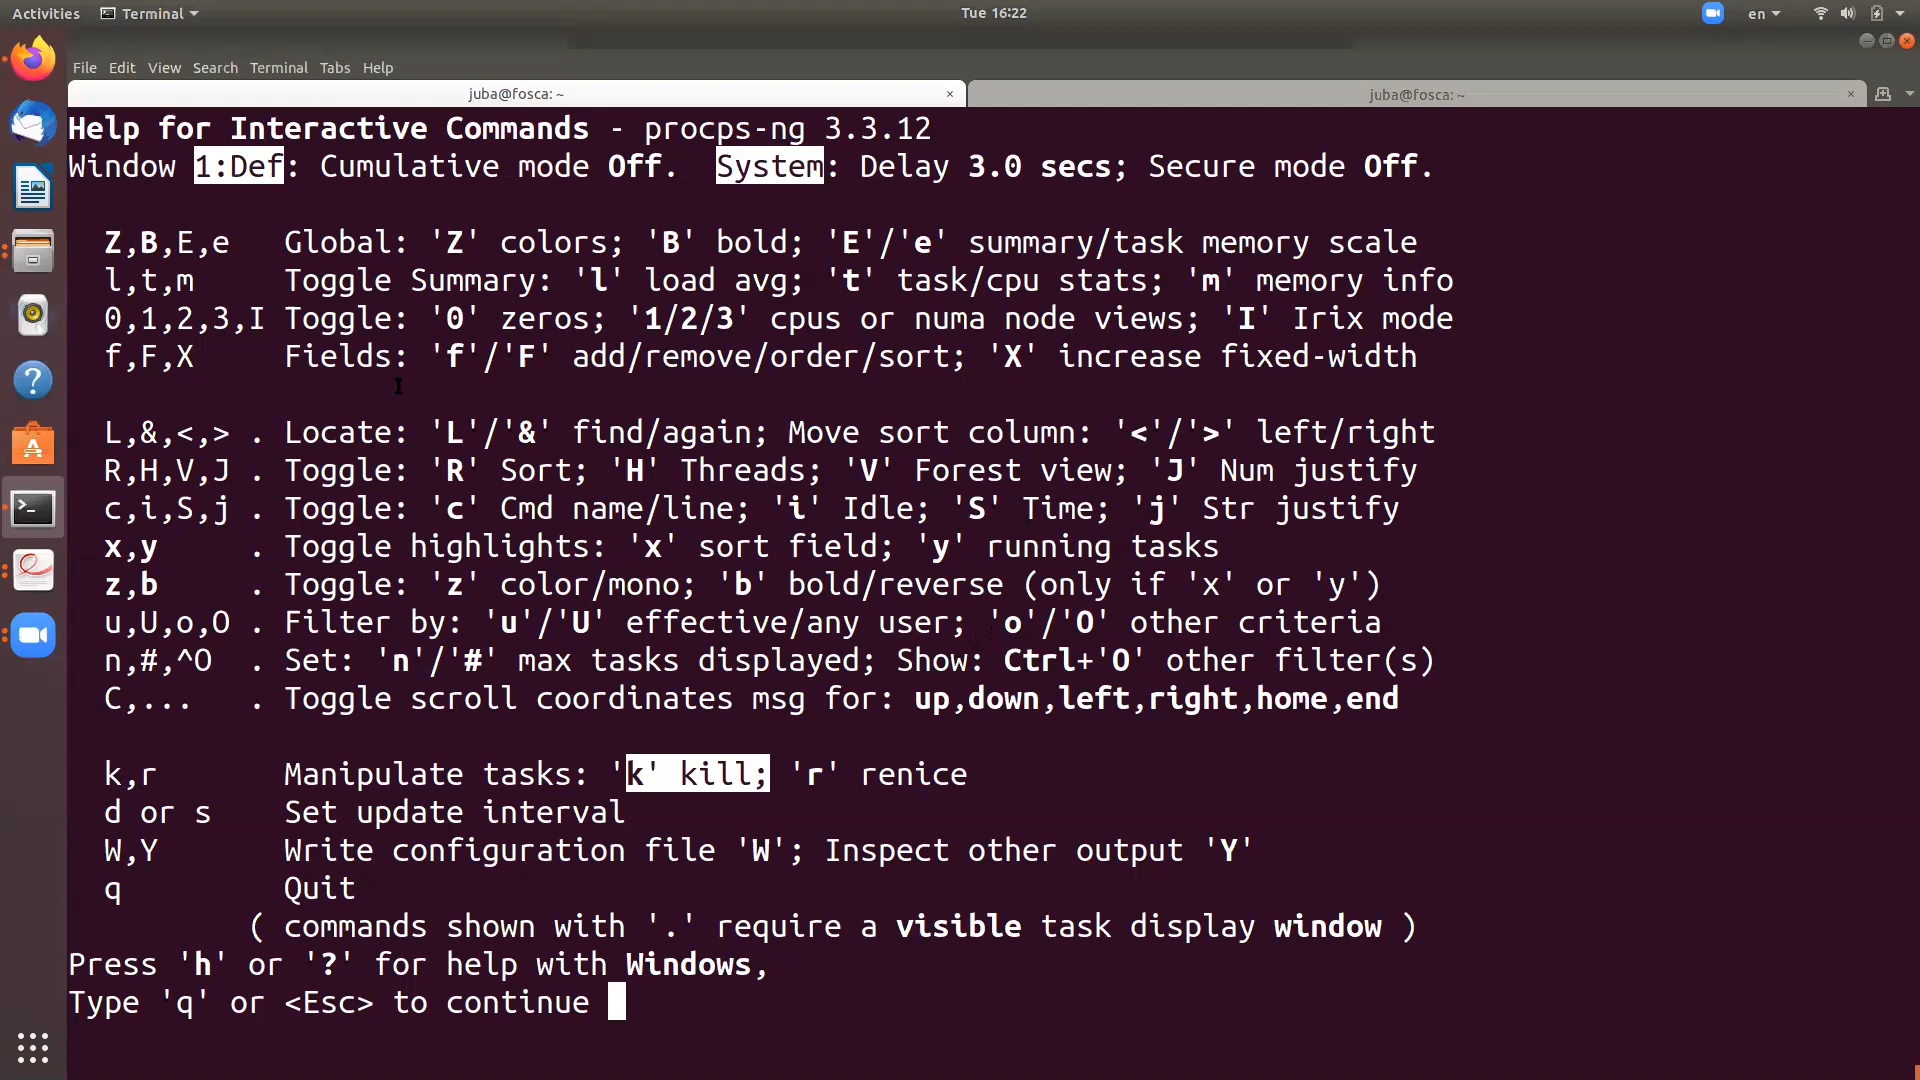 Activities Terminal Tue 16:22 en
File Edit View Search Terminal Tabs Help
juba@fosca: ~ × juba@fosca: ~ ×
Help for Interactive Commands - procps-ng 3.3.12
Window 1:Def: Cumulative mode Off.  System: Delay 3.0 secs; Secure mode Off.
  Z,B,E,e   Global: 'Z' colors; 'B' bold; 'E'/'e' summary/task memory scale
  l,t,m     Toggle Summary: 'l' load avg; 't' task/cpu stats; 'm' memory info
  0,1,2,3,I Toggle: '0' zeros; '1/2/3' cpus or numa node views; 'I' Irix mode
  f,F,X     Fields: 'f'/'F' add/remove/order/sort; 'X' increase fixed-width
  L,&,<,> . Locate: 'L'/'&' find/again; Move sort column: '<'/'>' left/right
  R,H,V,J . Toggle: 'R' Sort; 'H' Threads; 'V' Forest view; 'J' Num justify
  c,i,S,j . Toggle: 'c' Cmd name/line; 'i' Idle; 'S' Time; 'j' Str justify
  x,y     . Toggle highlights: 'x' sort field; 'y' running tasks
  z,b     . Toggle: 'z' color/mono; 'b' bold/reverse (only if 'x' or 'y')
  u,U,o,O . Filter by: 'u'/'U' effective/any user; 'o'/'O' other criteria
  n,#,^O  . Set: 'n'/'#' max tasks displayed; Show: Ctrl+'O' other filter(s)
  C,...   . Toggle scroll coordinates msg for: up,down,left,right,home,end
  k,r       Manipulate tasks: 'k' kill; 'r' renice
  d or s    Set update interval
  W,Y       Write configuration file 'W'; Inspect other output 'Y'
  q         Quit
          ( commands shown with '.' require a visible task display window )
Press 'h' or '?' for help with Windows,
Type 'q' or <Esc> to continue